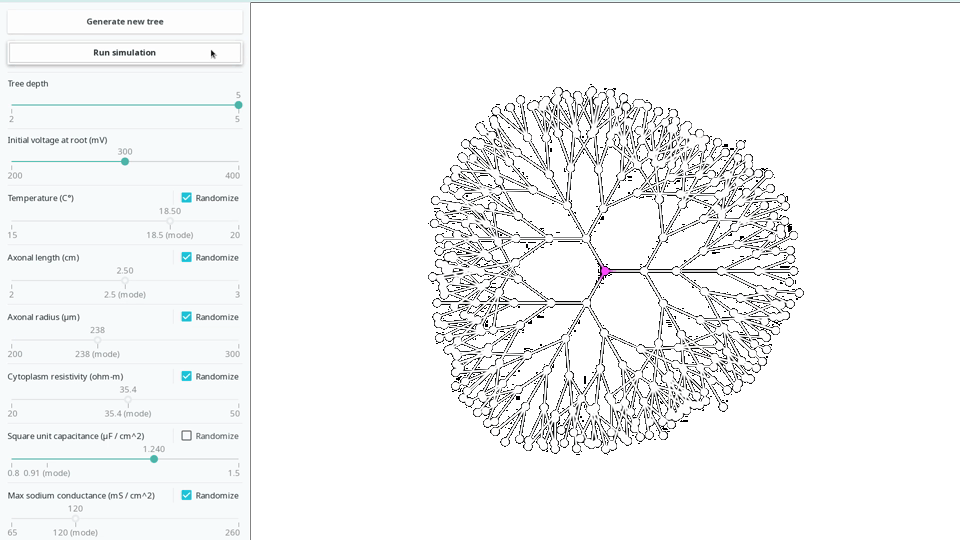 Generate new tree
Run simulation
Tree depth
5
2 5
Initial voltage at root (mV)
300
200 400
Temperature (C°) Randomize
18.50
15 18.5 (mode) 20
Axonal length (cm) Randomize
2.50
2 2.5 (mode) 3
Axonal radius (µm) Randomize
238
200 238 (mode) 300
Cytoplasm resistivity (ohm-m) Randomize
35.4
20 35.4 (mode) 50
Square unit capacitance (µF / cm^2) Randomize
1.240
0.8 0.91 (mode) 1.5
Max sodium conductance (mS / cm^2) Randomize
120
65 120 (mode) 260